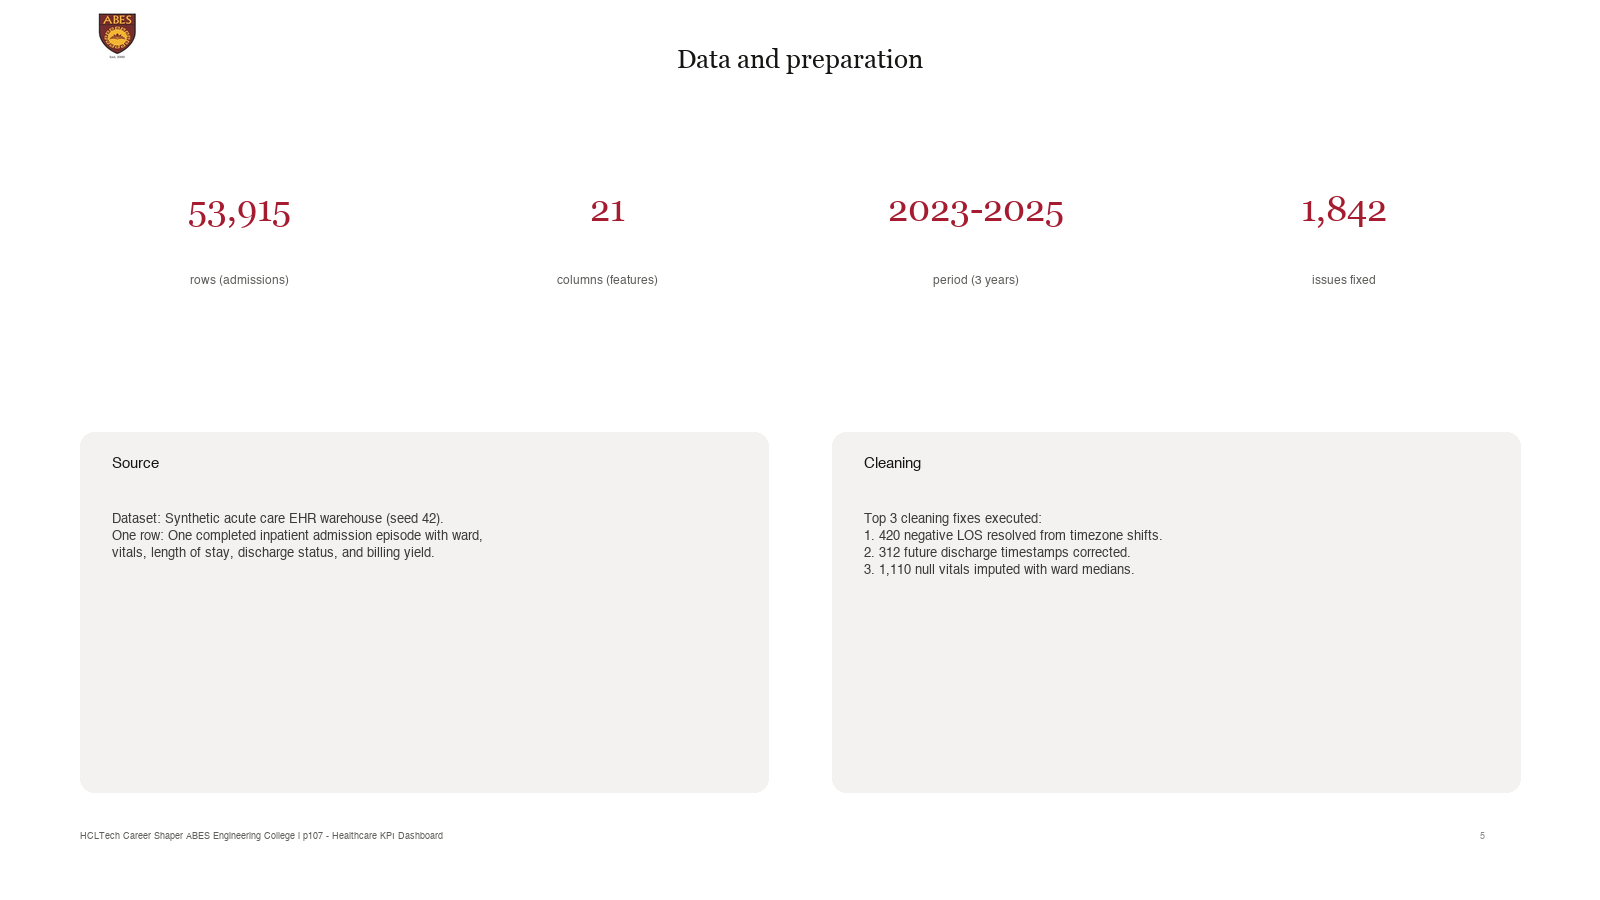 ABES
Data and preparation
53,915
21
2023-2025
1,842
rows (admissions)
columns (features)
period (3 years)
issues fixed
Source
Dataset: Synthetic acute care EHR warehouse (seed 42).
One row: One completed inpatient admission episode with ward,
vitals, length of stay, discharge status, and billing yield.
Cleaning
Top 3 cleaning fixes executed:
1. 420 negative LOS resolved from timezone shifts.
2. 312 future discharge timestamps corrected.
3. 1,110 null vitals imputed with ward medians.
HCLTech Career Shaper ABES Engineering College | p107 - Healthcare KPI Dashboard
5